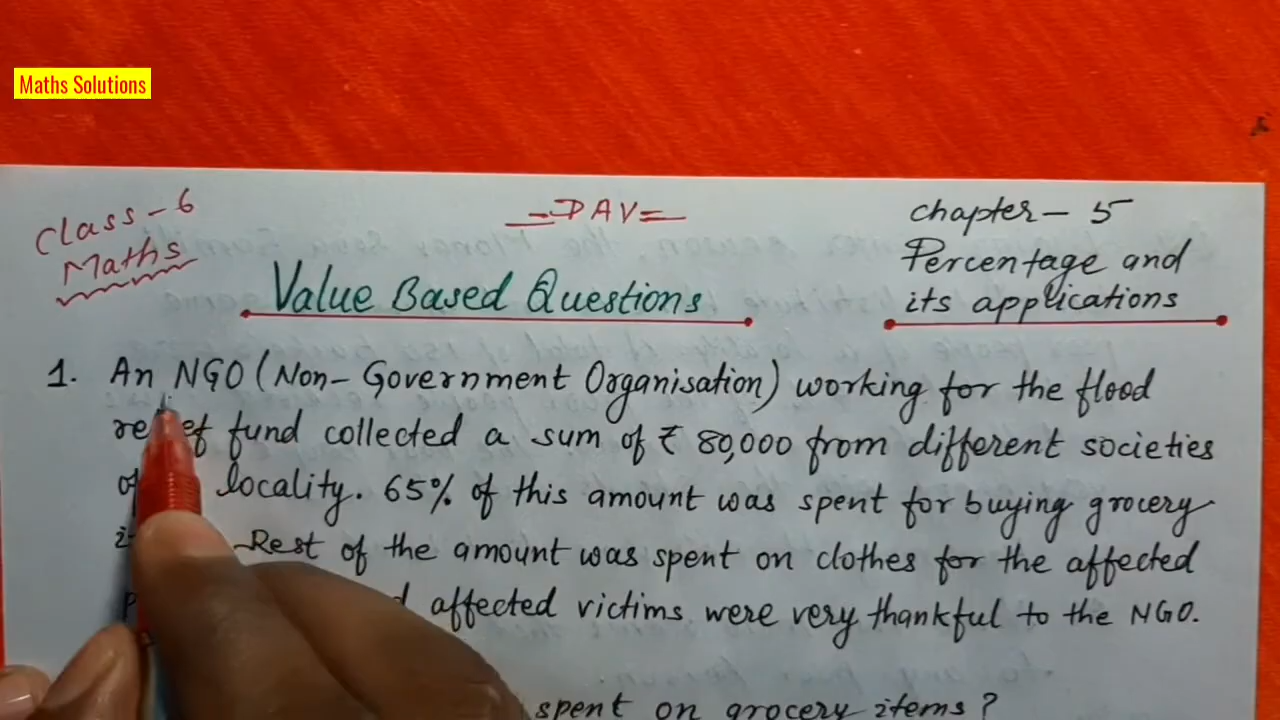 Maths Solutions
Class-6
Maths
=DAV=
chapter- 5
Percentage and
its applications
Value Based Questions
1. An NGO (Non-Government Organisation) working for the flood
fund collected a sum of ₹ 80,000 from different societies
locality. 65% of this amount was spent for buying grocery
Rest of the amount was spent on clothes for the affected
affected victims were very thankful to the NGO.
spent on grocery items?